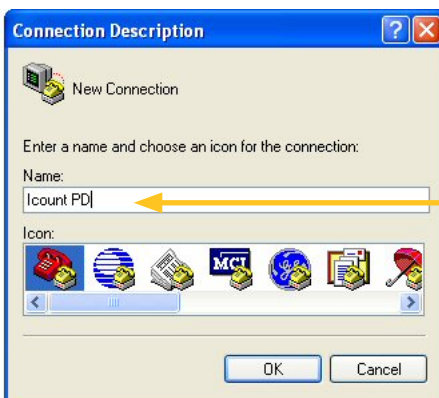 Connection Description
New Connection
Enter a name and choose an icon for the connection:
Name:
Icount PD
Icon:
MCI
OK
Cancel